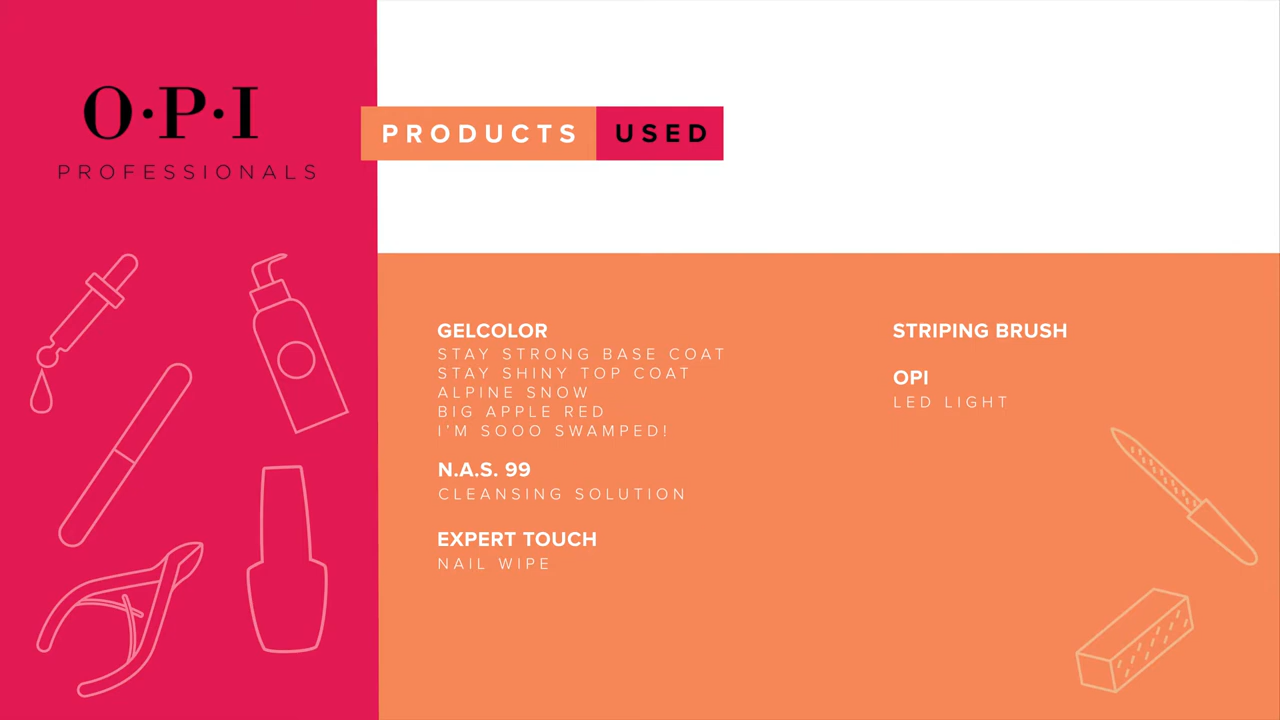 O·P·I
PROFESSIONALS
PRODUCTS USED
GELCOLOR
STAY STRONG BASE COAT
STAY SHINY TOP COAT
ALPINE SNOW
BIG APPLE RED
I'M SOOO SWAMPED!
N.A.S. 99
CLEANSING SOLUTION
EXPERT TOUCH
NAIL WIPE
STRIPING BRUSH
OPI
LED LIGHT